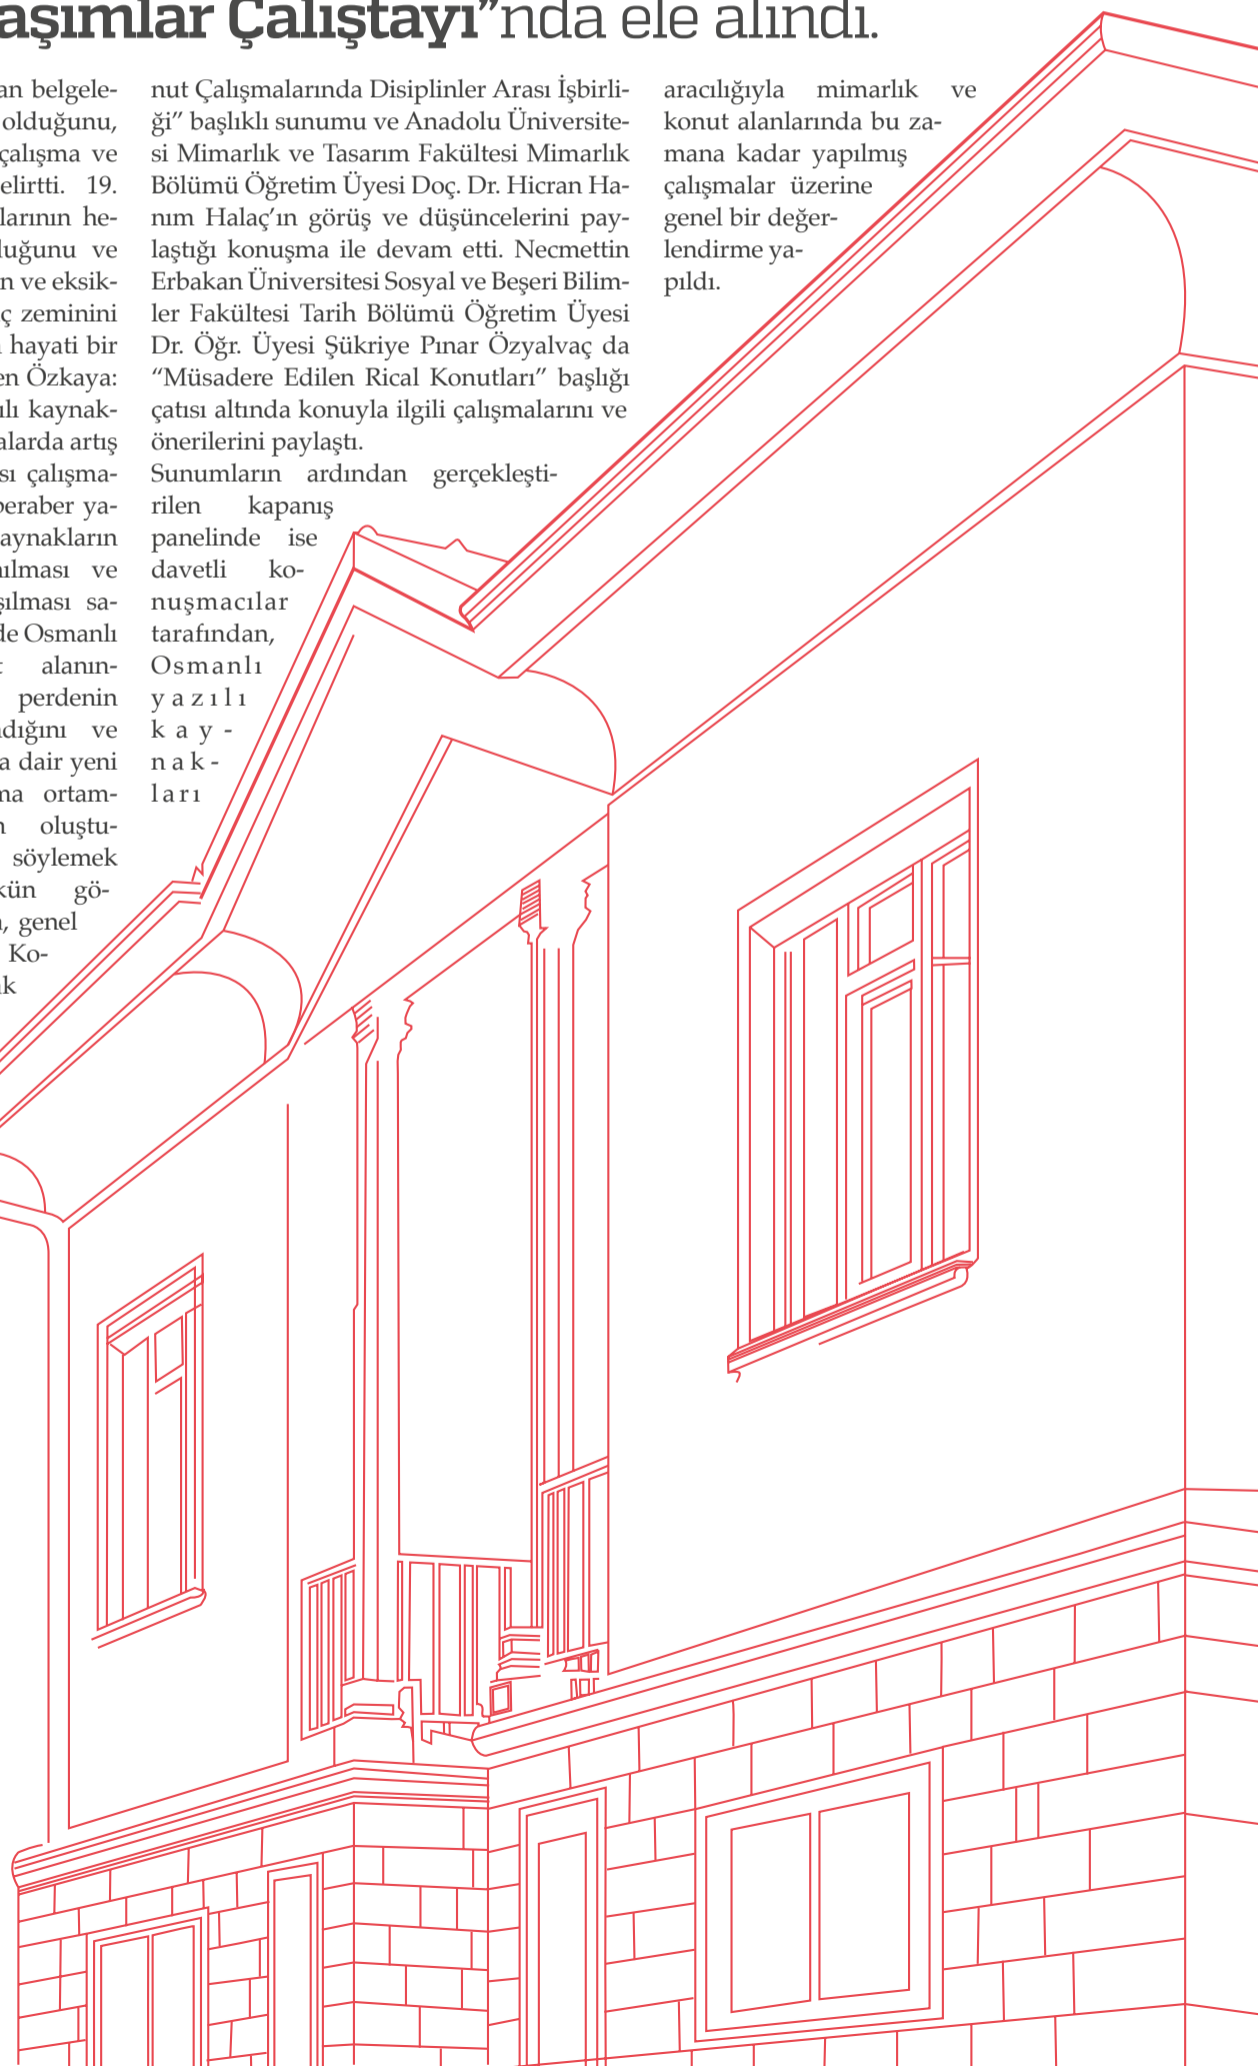 aşımlar Çalıştayı”nda ele alındı.
an belgele-
olduğunu,
çalışma ve
elirtti. 19.
larının he-
luğunu ve
n ve eksik-
ç zeminini
hayati bir
en Özkaya:
ılı kaynak-
alarda artış
sı çalışma-
beraber ya-
aynakların
nılması ve
şılması sa-
de Osmanlı
alanın-
perdenin
ndığını ve
a dair yeni
ma ortam-
oluştu-
söylemek
kün gö-
, genel
Ko-
ak
nut Çalışmalarında Disiplinler Arası İşbirli-
ği” başlıklı sunumu ve Anadolu Üniversite-
si Mimarlık ve Tasarım Fakültesi Mimarlık
Bölümü Öğretim Üyesi Doç. Dr. Hicran Ha-
nım Halaç’ın görüş ve düşüncelerini pay-
laştığı konuşma ile devam etti. Necmettin
Erbakan Üniversitesi Sosyal ve Beşeri Bilim-
ler Fakültesi Tarih Bölümü Öğretim Üyesi
Dr. Öğr. Üyesi Şükriye Pınar Özyalvaç da
“Müsadere Edilen Rical Konutları” başlığı
çatısı altında konuyla ilgili çalışmalarını ve
önerilerini paylaştı.
Sunumların ardından gerçekleşti-
rilen kapanış
panelinde ise
davetli ko-
nuşmacılar
tarafından,
Osmanlı
yazılı
kay-
nak-
ları
aracılığıyla mimarlık ve
konut alanlarında bu za-
mana kadar yapılmış
çalışmalar üzerine
genel bir değer-
lendirme ya-
pıldı.